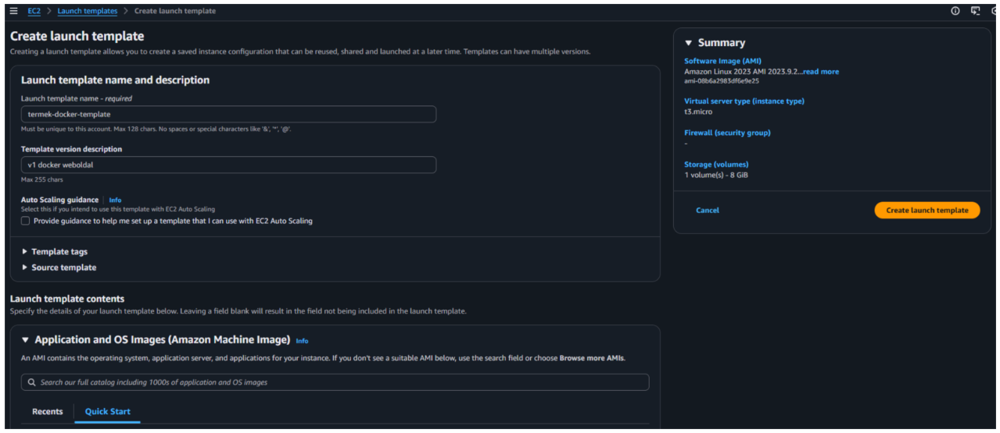 EC2 > Launch templates > Create launch template
Create launch template
Creating a launch template allows you to create a saved instance configuration that can be reused, shared and launched at a later time. Templates can have multiple versions.
Launch template name and description
Launch template name - required
termek-docker-template
Must be unique to this account. Max 128 chars. No spaces or special characters like '&', '*', '@'.
Template version description
v1 docker weboldal
Max 255 chars
Auto Scaling guidance | Info
Select this if you intend to use this template with EC2 Auto Scaling
Provide guidance to help me set up a template that I can use with EC2 Auto Scaling
Template tags
Source template
Launch template contents
Specify the details of your launch template below. Leaving a field blank will result in the field not being included in the launch template.
Application and OS Images (Amazon Machine Image) Info
An AMI contains the operating system, application server, and applications for your instance. If you don't see a suitable AMI below, use the search field or choose Browse more AMIs.
Search our full catalog including 1000s of application and OS images
Recents
Quick Start
Summary
Software Image (AMI)
Amazon Linux 2023 AMI 2023.9.2...read more
ami-08b6a2983df6e9e25
Virtual server type (instance type)
t3.micro
Firewall (security group)
-
Storage (volumes)
1 volume(s) - 8 GiB
Cancel
Create launch template